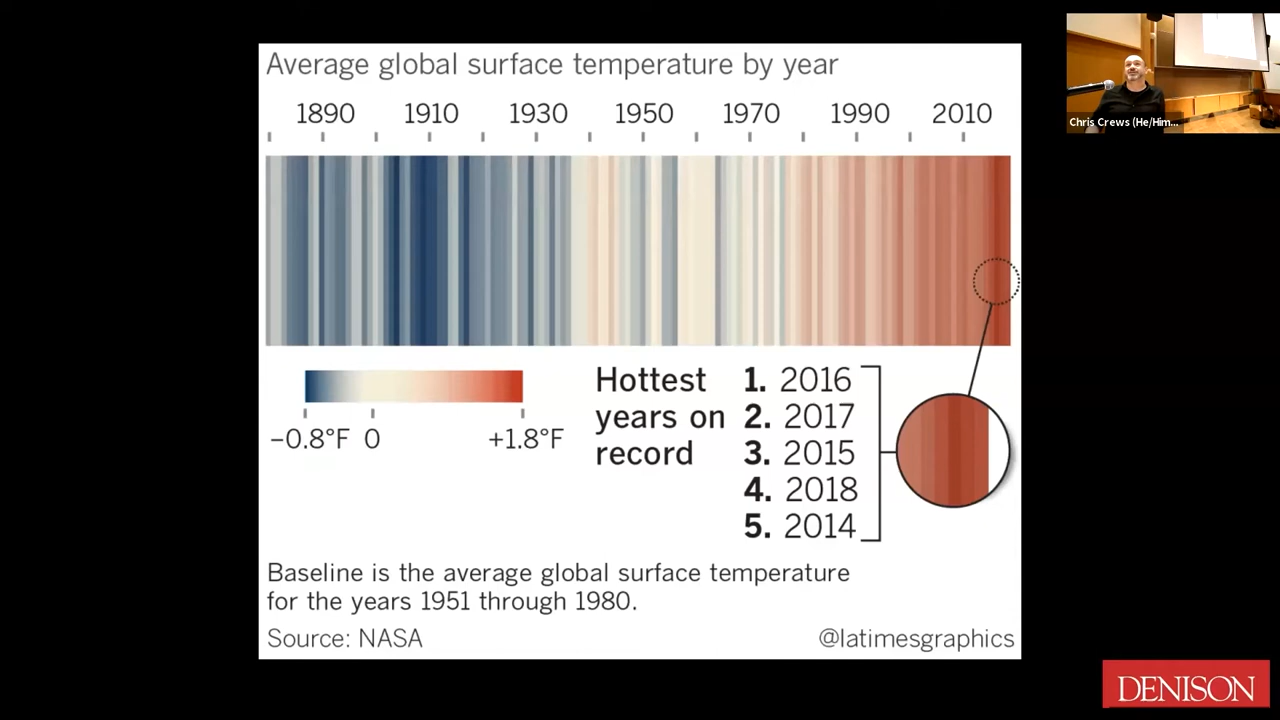 Average global surface temperature by year
1890 1910 1930 1950 1970 1990 2010
−0.8°F 0 +1.8°F
Hottest
years on
record
1. 2016
2. 2017
3. 2015
4. 2018
5. 2014
Baseline is the average global surface temperature
for the years 1951 through 1980.
Source: NASA @latimesgraphics
Chris Crews (He/Him...
DENISON